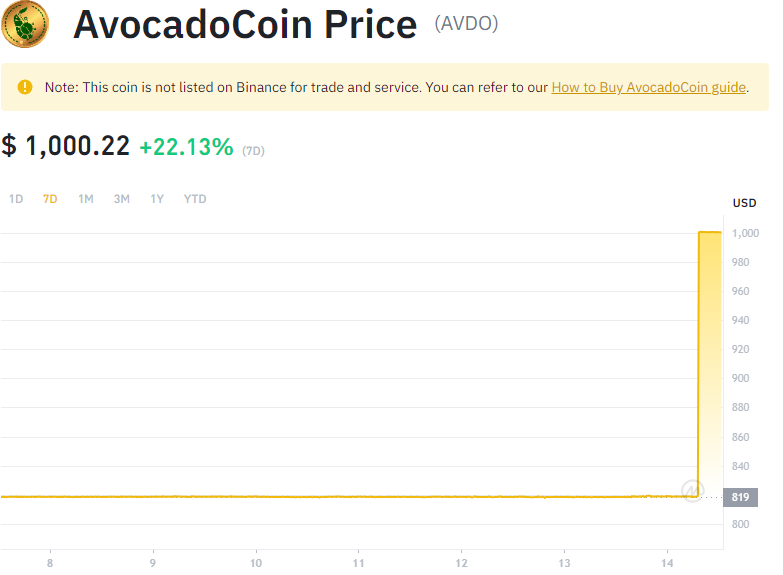 AvocadoCoin Price (AVDO)
Note: This coin is not listed on Binance for trade and service. You can refer to our How to Buy AvocadoCoin guide.
$ 1,000.22 +22.13% (7D)
1D 7D 1M 3M 1Y YTD
USD
1,000
980
960
940
920
900
880
860
840
819
800
8 9 10 11 12 13 14